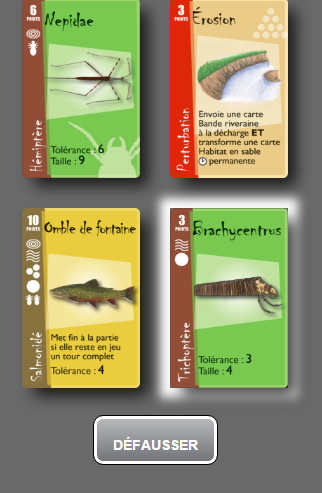 6
POINTS
Nepidae
Hémiptère
Tolérance : 6
Taille : 9
3
POINTS
Érosion
Perturbation
Envoie une carte
Bande riveraine
à la décharge ET
transforme une carte
Habitat en sable
permanente
10
POINTS
Omble de fontaine
Salmonidé
Met fin à la partie
si elle reste en jeu
un tour complet
Tolérance : 4
3
POINTS
Brachycentrus
Trichoptère
Tolérance : 3
Taille : 4
DÉFAUSSER